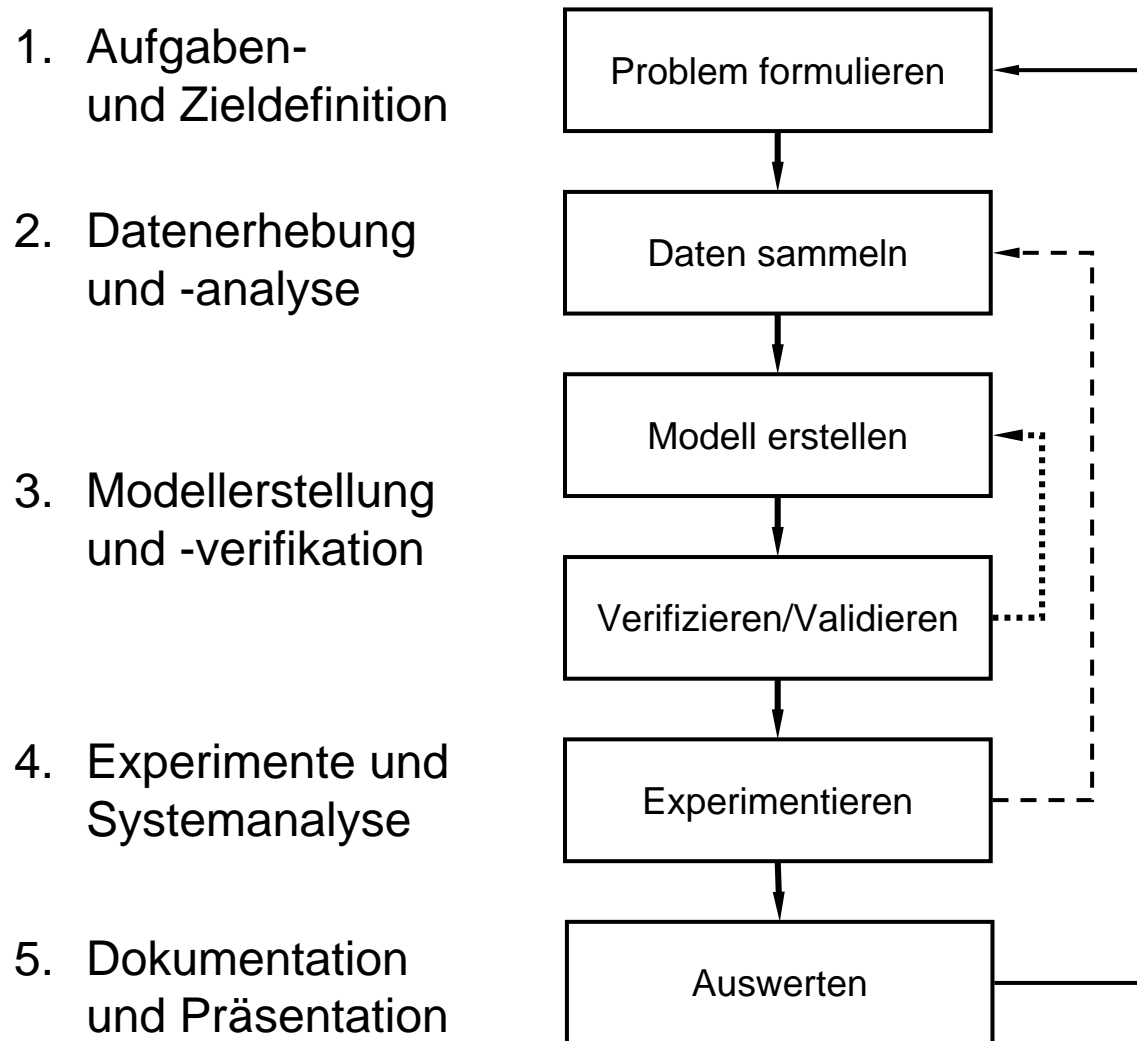 1. Aufgaben-
und Zieldefinition
Problem formulieren
2. Datenerhebung
und -analyse
Daten sammeln
Modell erstellen
3. Modellerstellung
und -verifikation
Verifizieren/Validieren
4. Experimente und
Systemanalyse
Experimentieren
5. Dokumentation
und Präsentation
Auswerten